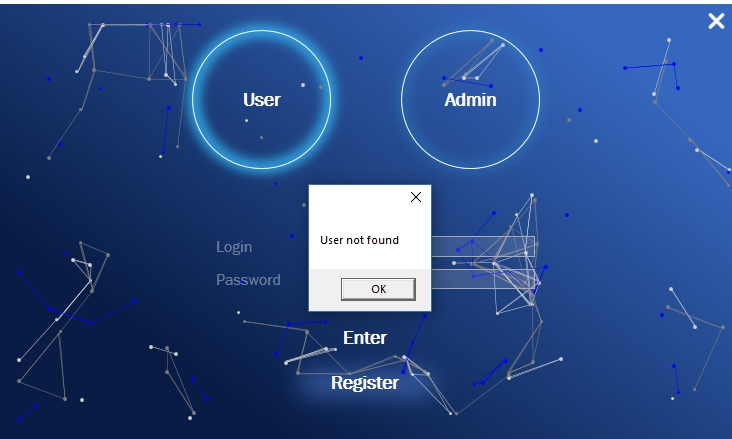 User
Admin
User not found
Login
Password
OK
Enter
Register